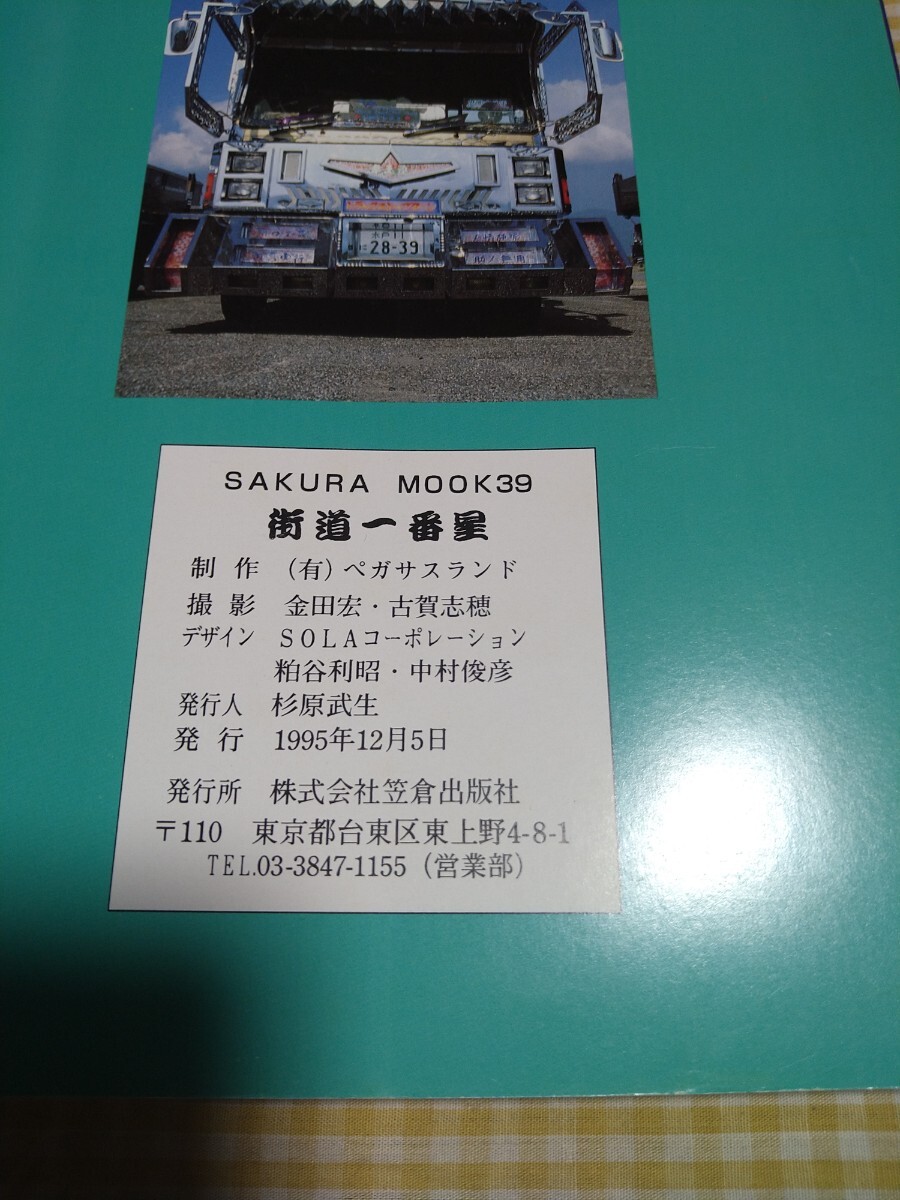 28-39
SAKURA MOOK39
街道一番星
制作 (有)ペガサスランド
撮影 金田宏・古賀志穂
デザイン SOLAコーポレーション
粕谷利昭・中村俊彦
発行人 杉原武生
発行 1995年12月5日
発行所 株式会社笠倉出版社
〒110 東京都台東区東上野4-8-1
TEL.03-3847-1155(営業部)